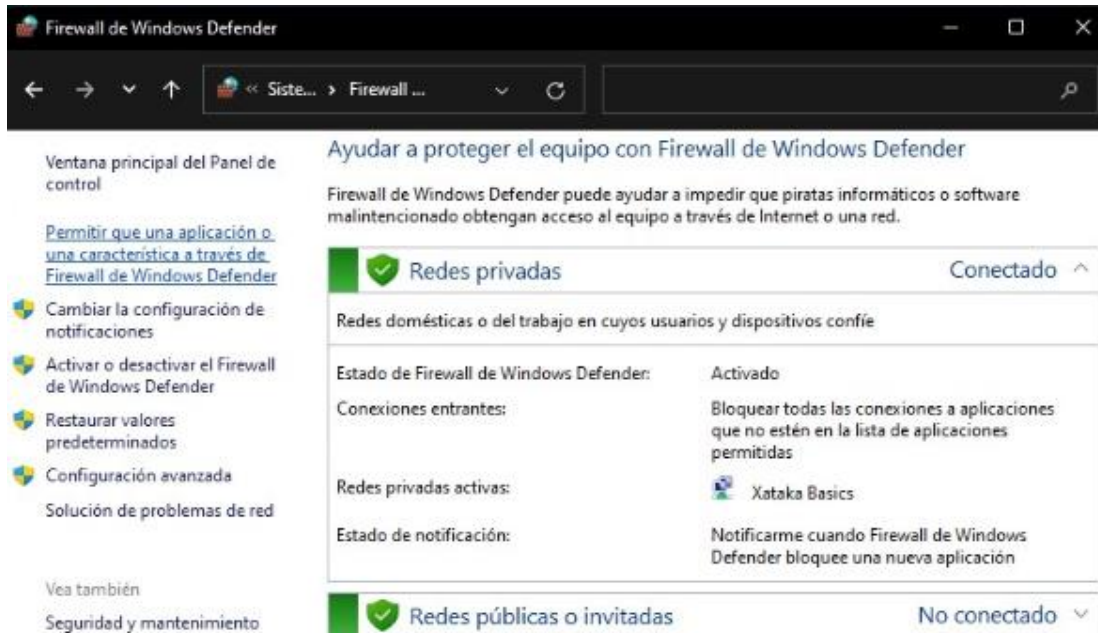 Firewall de Windows Defender
« Siste... › Firewall ...
Ventana principal del Panel de
control
Permitir que una aplicación o
una característica a través de
Firewall de Windows Defender
Cambiar la configuración de
notificaciones
Activar o desactivar el Firewall
de Windows Defender
Restaurar valores
predeterminados
Configuración avanzada
Solución de problemas de red
Vea también
Seguridad y mantenimiento
Ayudar a proteger el equipo con Firewall de Windows Defender
Firewall de Windows Defender puede ayudar a impedir que piratas informáticos o software
malintencionado obtengan acceso al equipo a través de Internet o una red.
Redes privadas Conectado
Redes domésticas o del trabajo en cuyos usuarios y dispositivos confíe
Estado de Firewall de Windows Defender: Activado
Conexiones entrantes: Bloquear todas las conexiones a aplicaciones
que no estén en la lista de aplicaciones
permitidas
Redes privadas activas: Xataka Basics
Estado de notificación: Notificarme cuando Firewall de Windows
Defender bloquee una nueva aplicación
Redes públicas o invitadas No conectado